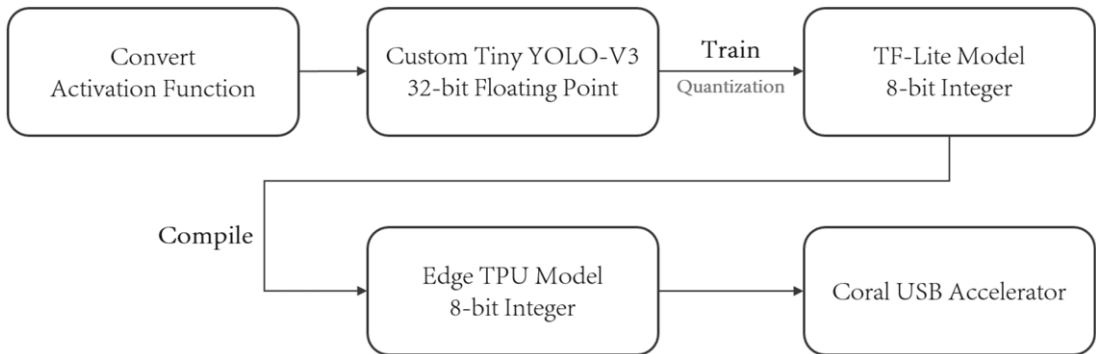 Convert
Activation Function
Custom Tiny YOLO-V3
32-bit Floating Point
Train
Quantization
TF-Lite Model
8-bit Integer
Compile
Edge TPU Model
8-bit Integer
Coral USB Accelerator